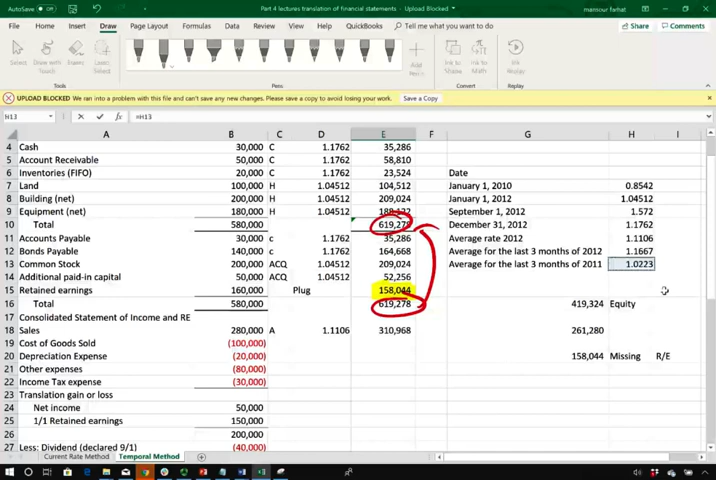 AutoSave Off Part 4 lectures translation of financial statements - Upload Blocked mansour farhat
File Home Insert Draw Page Layout Formulas Data Review View Help QuickBooks Tell me what you want to do Share Comments
Select Draw with Touch Eraser Lasso Select Add Pen Ink to Shape Ink to Math Ink Replay
Tools Pens Convert Replay
UPLOAD BLOCKED We ran into a problem with this file and can't save any new changes. Please save a copy to avoid losing your work. Save a Copy
H13 fx =H13
A B C D E F G H I
4 Cash 30,000 C 1.1762 35,286
5 Account Receivable 50,000 C 1.1762 58,810
6 Inventories (FIFO) 20,000 C 1.1762 23,524 Date
7 Land 100,000 H 1.04512 104,512 January 1, 2010 0.8542
8 Building (net) 200,000 H 1.04512 209,024 January 1, 2012 1.04512
9 Equipment (net) 180,000 H 1.04512 188,122 September 1, 2012 1.572
10 Total 580,000 619,278 December 31, 2012 1.1762
11 Accounts Payable 30,000 c 1.1762 35,286 Average rate 2012 1.1106
12 Bonds Payable 140,000 c 1.1762 164,668 Average for the last 3 months of 2012 1.1667
13 Common Stock 200,000 ACQ 1.04512 209,024 Average for the last 3 months of 2011 1.0223
14 Additional paid-in capital 50,000 ACQ 1.04512 52,256
15 Retained earnings 160,000 Plug 158,044
16 Total 580,000 619,278 419,324 Equity
17 Consolidated Statement of Income and RE
18 Sales 280,000 A 1.1106 310,968 261,280
19 Cost of Goods Sold (100,000)
20 Depreciation Expense (20,000) 158,044 Missing R/E
21 Other expenses (80,000)
22 Income Tax expense (30,000)
23 Translation gain or loss
24 Net income 50,000
25 1/1 Retained earnings 150,000
26 200,000
27 Less: Dividend (declared 9/1) (40,000)
Current Rate Method Temporal Method